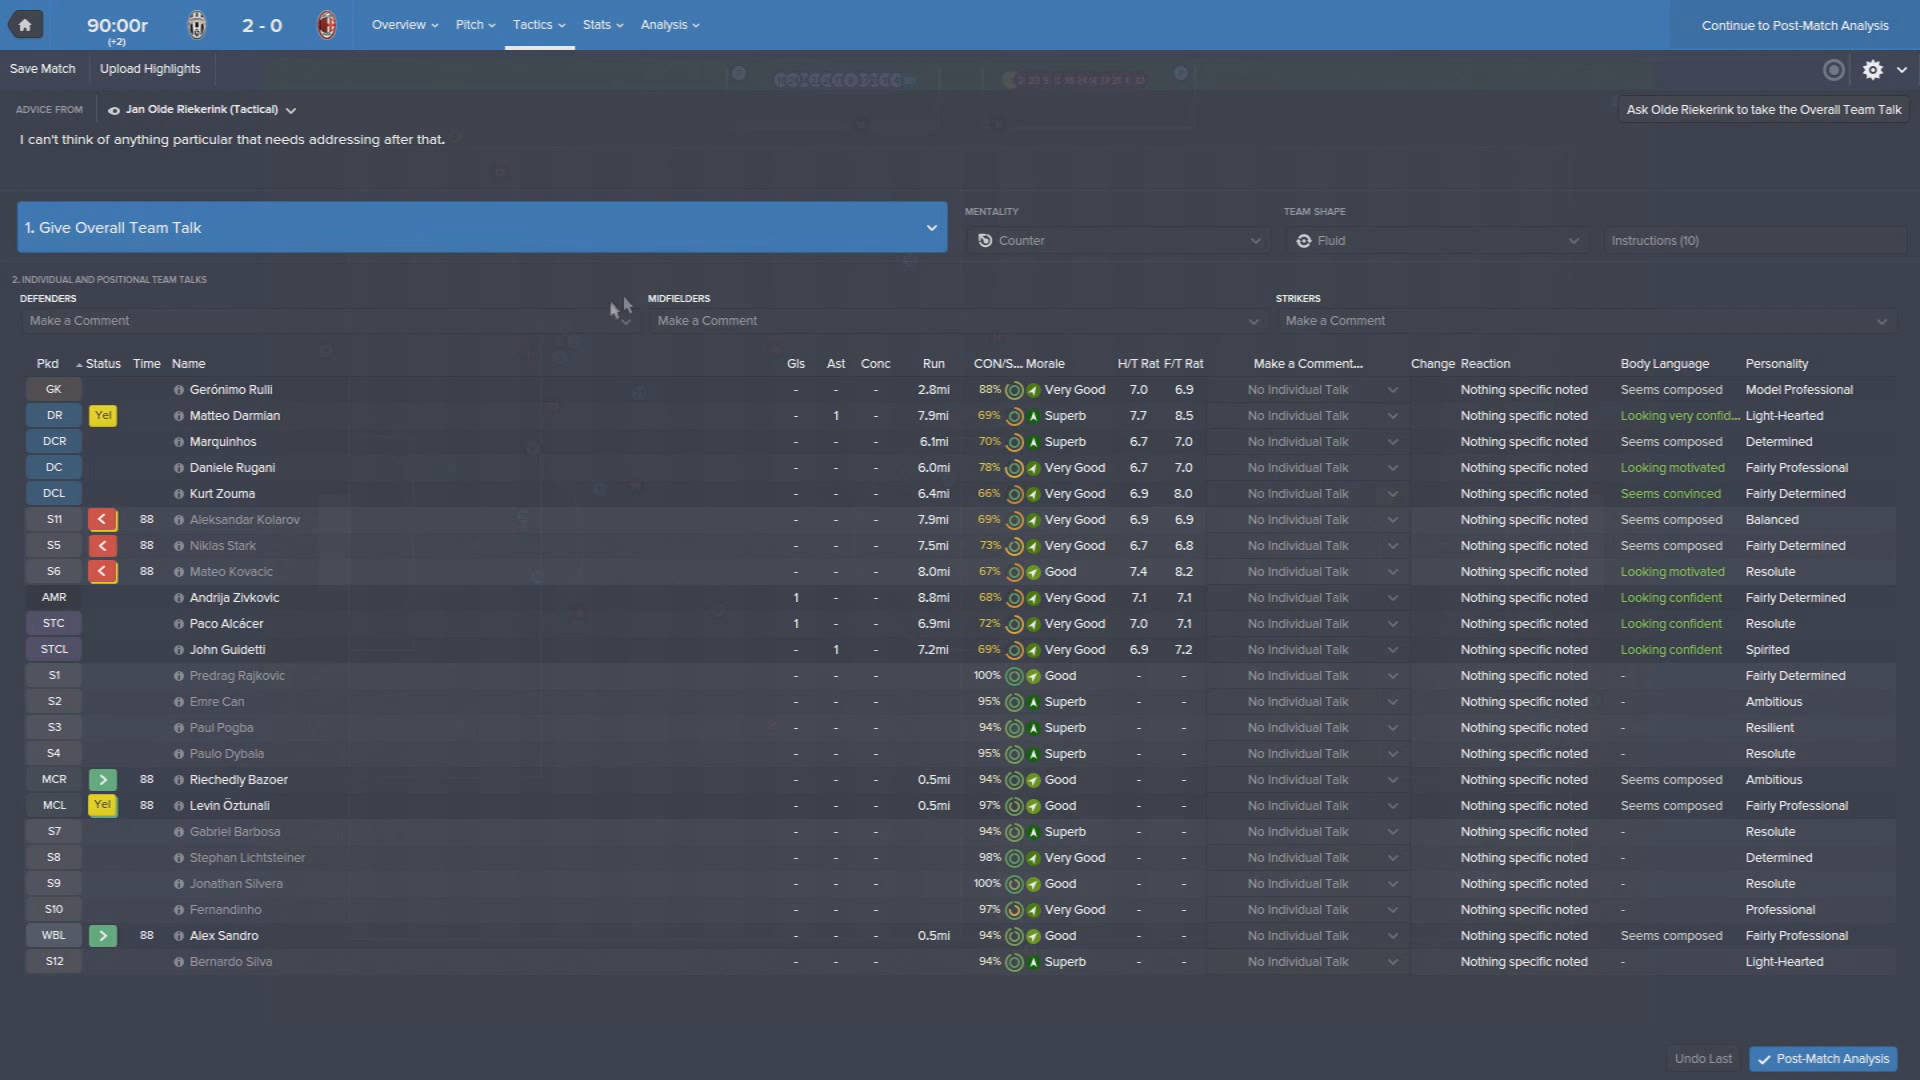 90:00r
(+2)
2 - 0
Overview
Pitch
Tactics
Stats
Analysis
Continue to Post-Match Analysis
Save Match
Upload Highlights
ADVICE FROM
Jan Olde Riekerink (Tactical)
Ask Olde Riekerink to take the Overall Team Talk
I can't think of anything particular that needs addressing after that.
1. Give Overall Team Talk
MENTALITY
Counter
TEAM SHAPE
Fluid
Instructions (10)
2. INDIVIDUAL AND POSITIONAL TEAM TALKS
DEFENDERS
Make a Comment
MIDFIELDERS
Make a Comment
STRIKERS
Make a Comment
Pkd Status Time Name Gls Ast Conc Run CON/S... Morale H/T Rat F/T Rat Make a Comment... Change Reaction Body Language Personality
GK Gerónimo Rulli - - - 2.8mi 88% Very Good 7.0 6.9 No Individual Talk Nothing specific noted Seems composed Model Professional
DR Yel Matteo Darmian - 1 - 7.9mi 69% Superb 7.7 8.5 No Individual Talk Nothing specific noted Looking very confid... Light-Hearted
DCR Marquinhos - - - 6.1mi 70% Superb 6.7 7.0 No Individual Talk Nothing specific noted Seems composed Determined
DC Daniele Rugani - - - 6.0mi 78% Very Good 6.7 7.0 No Individual Talk Nothing specific noted Looking motivated Fairly Professional
DCL Kurt Zouma - - - 6.4mi 66% Very Good 6.9 8.0 No Individual Talk Nothing specific noted Seems convinced Fairly Determined
S11 88 Aleksandar Kolarov - - - 7.9mi 69% Very Good 6.9 6.9 No Individual Talk Nothing specific noted Seems composed Balanced
S5 88 Niklas Stark - - - 7.5mi 73% Very Good 6.7 6.8 No Individual Talk Nothing specific noted Seems composed Fairly Determined
S6 88 Mateo Kovacic - - - 8.0mi 67% Good 7.4 8.2 No Individual Talk Nothing specific noted Looking motivated Resolute
AMR Andrija Zivkovic 1 - - 8.8mi 68% Very Good 7.1 7.1 No Individual Talk Nothing specific noted Looking confident Fairly Determined
STC Paco Alcácer 1 - - 6.9mi 72% Very Good 7.0 7.1 No Individual Talk Nothing specific noted Looking confident Resolute
STCL John Guidetti - 1 - 7.2mi 69% Very Good 6.9 7.2 No Individual Talk Nothing specific noted Looking confident Spirited
S1 Predrag Rajkovic - - - 100% Good - - No Individual Talk Nothing specific noted - Fairly Determined
S2 Emre Can - - - 95% Superb - - No Individual Talk Nothing specific noted - Ambitious
S3 Paul Pogba - - - 94% Superb - - No Individual Talk Nothing specific noted - Resilient
S4 Paulo Dybala - - - 95% Superb - - No Individual Talk Nothing specific noted - Resolute
MCR 88 Riechedly Bazoer - - - 0.5mi 94% Good - - No Individual Talk Nothing specific noted Seems composed Ambitious
MCL Yel 88 Levin Öztunali - - - 0.5mi 97% Good - - No Individual Talk Nothing specific noted Seems composed Fairly Professional
S7 Gabriel Barbosa - - - 94% Superb - - No Individual Talk Nothing specific noted - Resolute
S8 Stephan Lichtsteiner - - - 98% Very Good - - No Individual Talk Nothing specific noted - Determined
S9 Jonathan Silvera - - - 100% Good - - No Individual Talk Nothing specific noted - Resolute
S10 Fernandinho - - - 97% Very Good - - No Individual Talk Nothing specific noted - Professional
WBL 88 Alex Sandro - - - 0.5mi 94% Good - - No Individual Talk Nothing specific noted Seems composed Fairly Professional
S12 Bernardo Silva - - - 94% Superb - - No Individual Talk Nothing specific noted - Light-Hearted
Undo Last
Post-Match Analysis